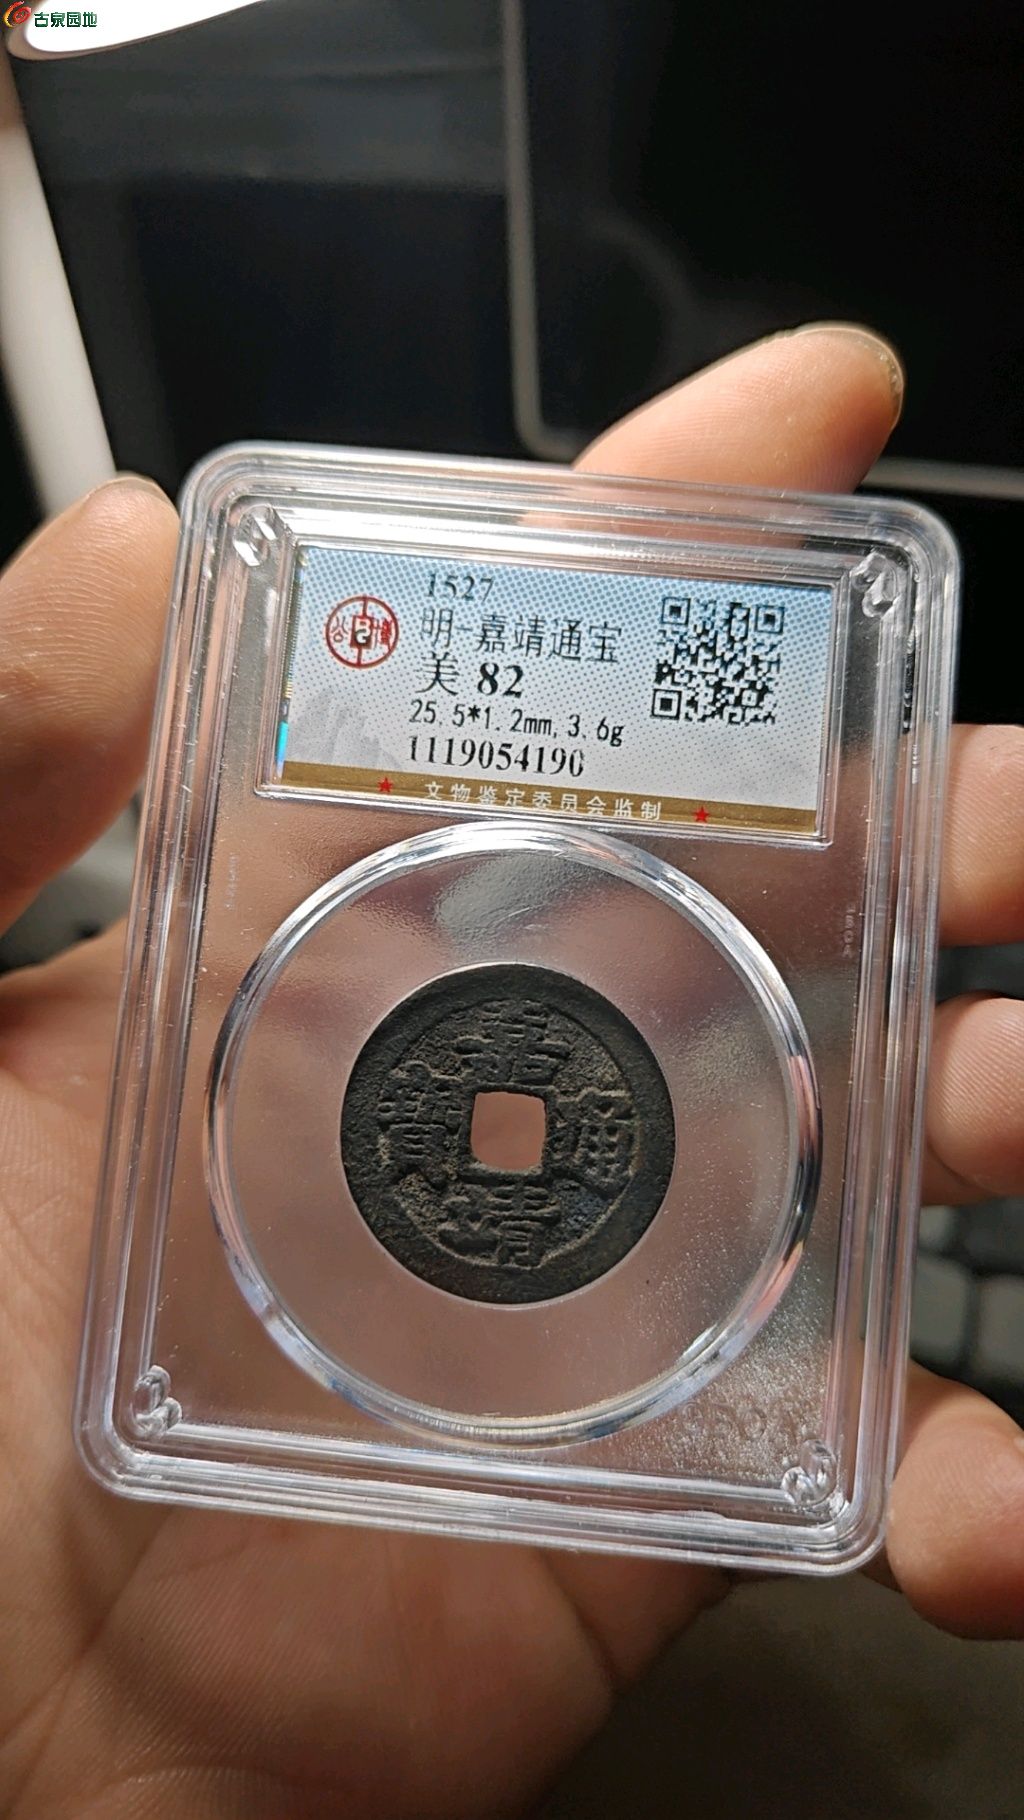 古泉园地
1527
明-嘉靖通宝
美 82
25.5*1.2mm,3.6g
1119054190
★ 文物鉴定委员会监制 ★
嘉
寶 通
靖